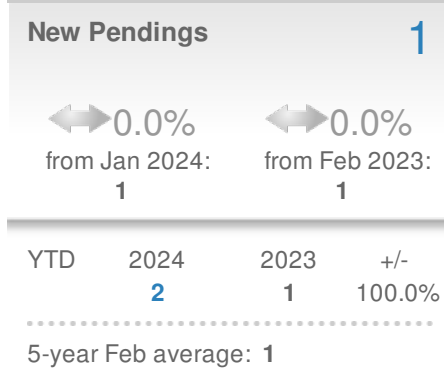 New Pendings 1
0.0% 0.0%
from Jan 2024: from Feb 2023:
1 1
YTD 2024 2023 +/-
2 1 100.0%
5-year Feb average: 1